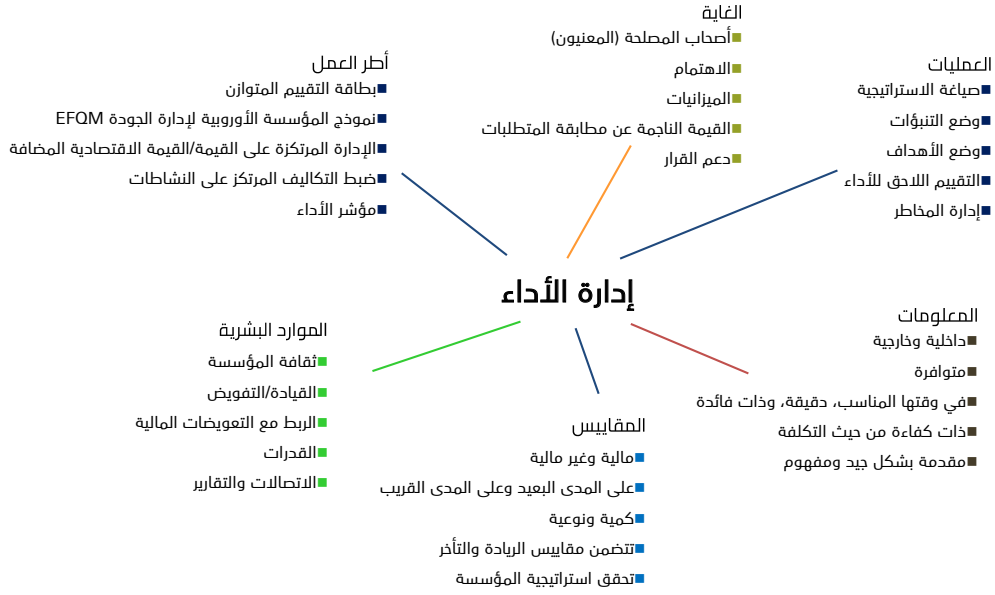 الغاية
أصحاب المصلحة (المعنيون)
الاهتمام
الميزانيات
القيمة الناجمة عن مطابقة المتطلبات
دعم القرار
العمليات
صياغة الاستراتيجية
وضع التنبؤات
وضع الأهداف
التقييم اللاحق للأداء
إدارة المخاطر
أطر العمل
بطاقة التقييم المتوازن
نموذج المؤسسة الأوروبية لإدارة الجودة EFQM
الإدارة المرتكزة على القيمة/القيمة الاقتصادية المضافة
ضبط التكاليف المرتكز على النشاطات
مؤشر الأداء
إدارة الأداء
المعلومات
داخلية وخارجية
متوافرة
في وقتها المناسب، دقيقة، وذات فائدة
ذات كفاءة من حيث التكلفة
مقدمة بشكل جيد ومفهوم
المقاييس
مالية وغير مالية
على المدى البعيد وعلى المدى القريب
كمية ونوعية
تتضمن مقاييس الريادة والتأخر
تحقق استراتيجية المؤسسة
الموارد البشرية
ثقافة المؤسسة
القيادة/التفويض
الربط مع التعويضات المالية
القدرات
الاتصالات والتقارير